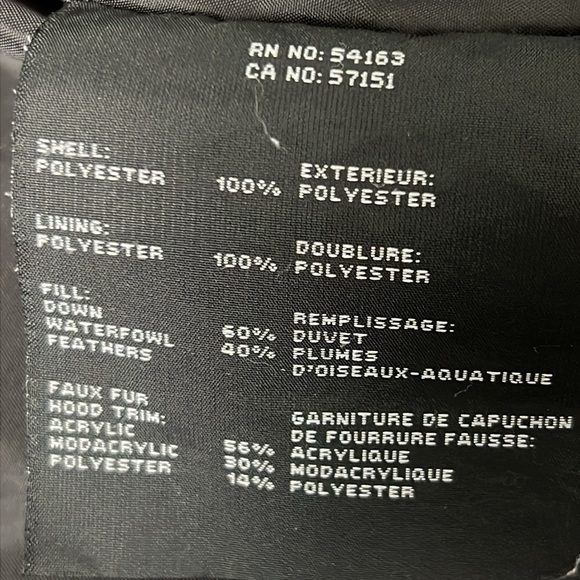 RN NO: 54163
CA NO: 57151
SHELL: EXTERIEUR:
POLYESTER 100% POLYESTER
LINING: DOUBLURE:
POLYESTER 100% POLYESTER
FILL: REMPLISSAGE:
DOWN 60% DUVET
WATERFOWL 40% PLUMES
FEATHERS D'OISEAUX-AQUATIQUE
FAUX FUR GARNITURE DE CAPUCHON
HOOD TRIM: DE FOURRURE FAUSSE:
ACRYLIC 56% ACRYLIQUE
MODACRYLIC 30% MODACRYLIQUE
POLYESTER 14% POLYESTER